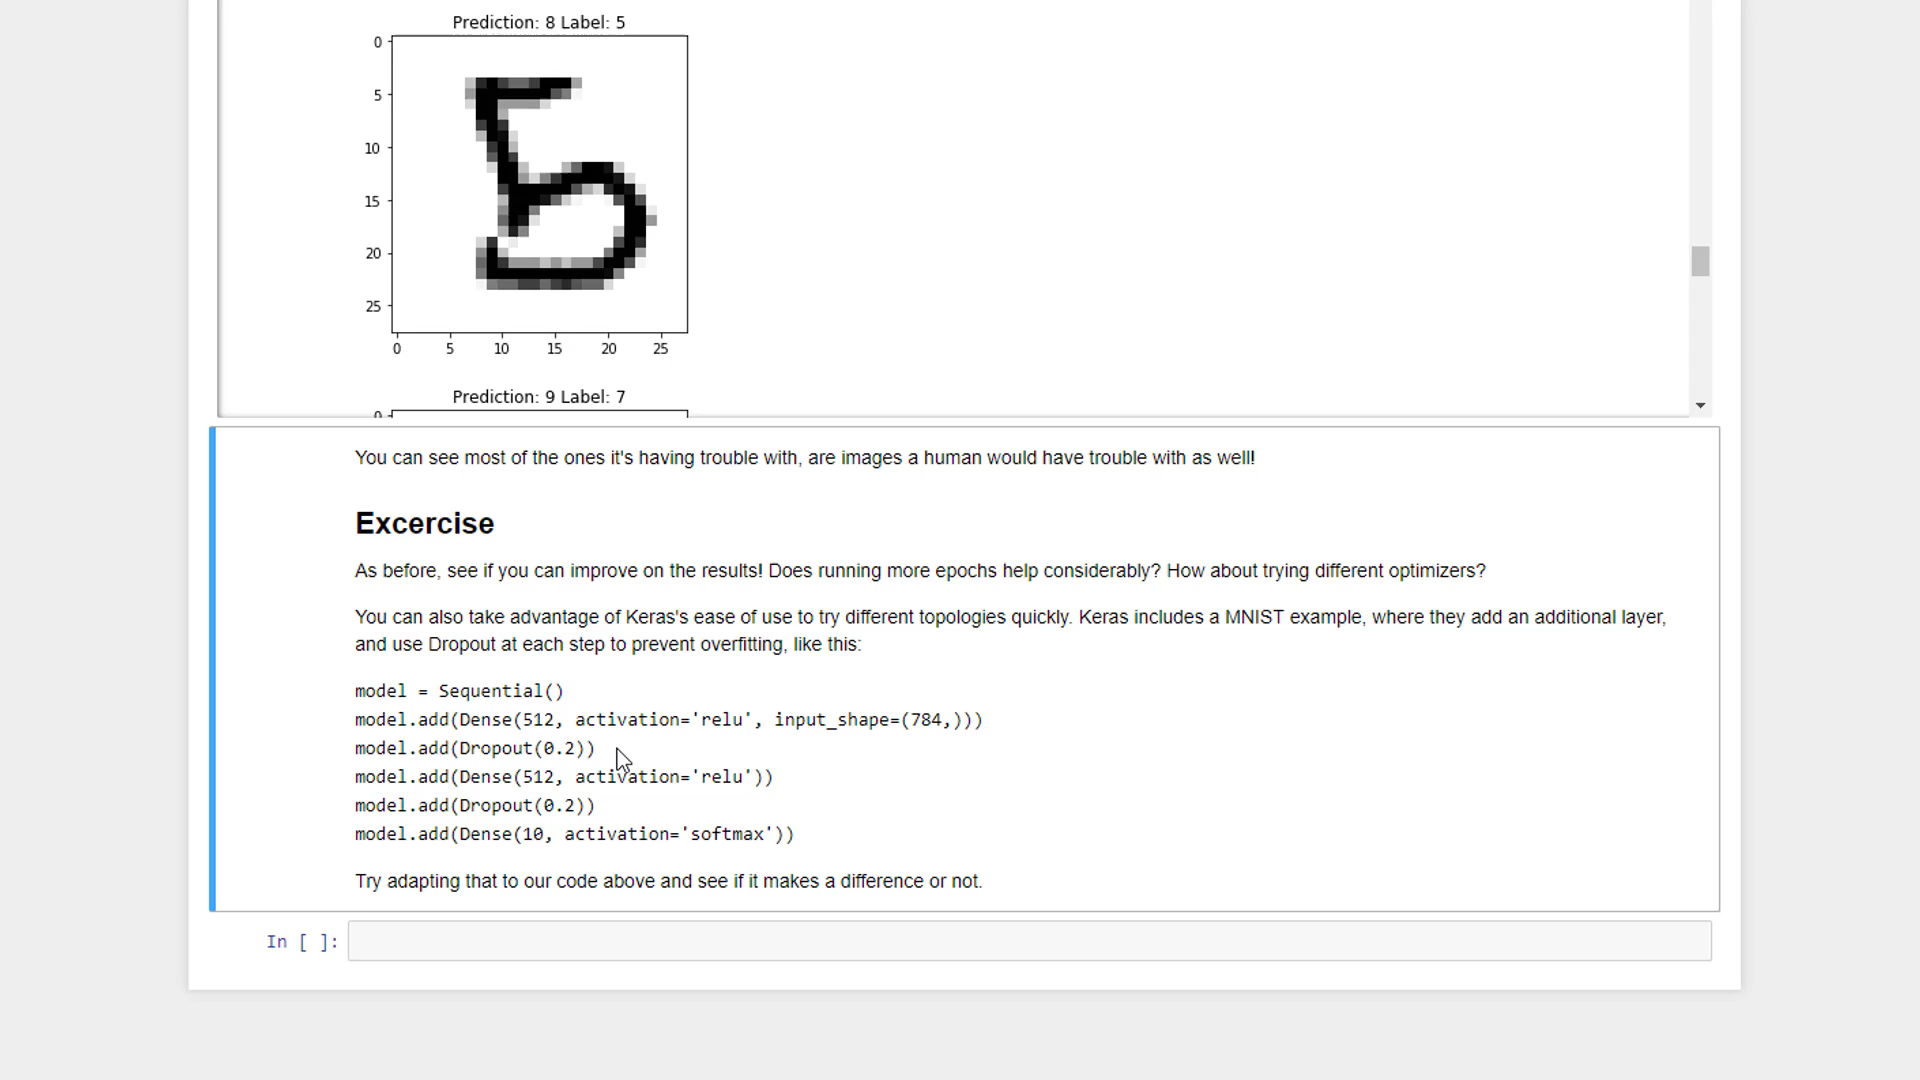 Prediction: 8 Label: 5
0
5
10
15
20
25
0 5 10 15 20 25
Prediction: 9 Label: 7
0
You can see most of the ones it's having trouble with, are images a human would have trouble with as well!
Excercise
As before, see if you can improve on the results! Does running more epochs help considerably? How about trying different optimizers?
You can also take advantage of Keras's ease of use to try different topologies quickly. Keras includes a MNIST example, where they add an additional layer,
and use Dropout at each step to prevent overfitting, like this:
model = Sequential()
model.add(Dense(512, activation='relu', input_shape=(784,)))
model.add(Dropout(0.2))
model.add(Dense(512, activation='relu'))
model.add(Dropout(0.2))
model.add(Dense(10, activation='softmax'))
Try adapting that to our code above and see if it makes a difference or not.
In [ ]: